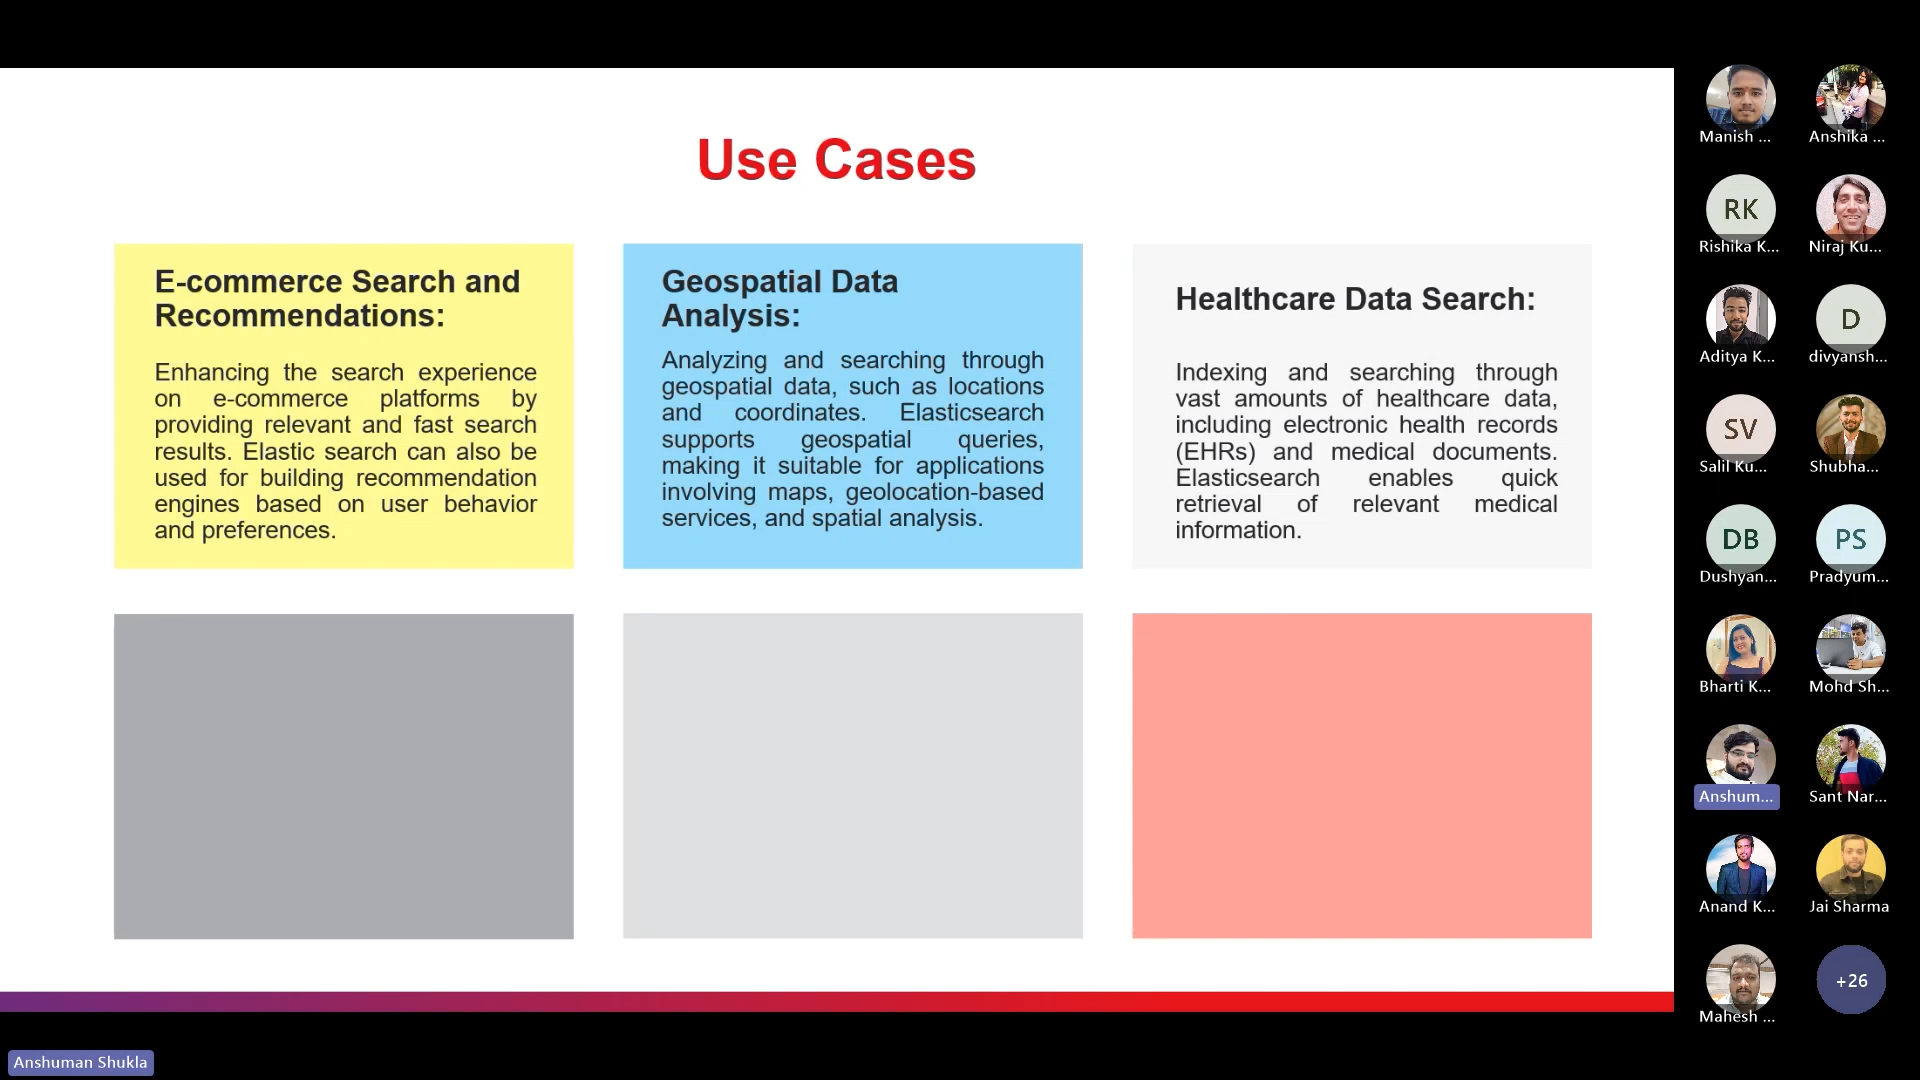 Use Cases
E-commerce Search and
Recommendations:
Enhancing the search experience
on e-commerce platforms by
providing relevant and fast search
results. Elastic search can also be
used for building recommendation
engines based on user behavior
and preferences.
Geospatial Data
Analysis:
Analyzing and searching through
geospatial data, such as locations
and coordinates. Elasticsearch
supports geospatial queries,
making it suitable for applications
involving maps, geolocation-based
services, and spatial analysis.
Healthcare Data Search:
Indexing and searching through
vast amounts of healthcare data,
including electronic health records
(EHRs) and medical documents.
Elasticsearch enables quick
retrieval of relevant medical
information.
Manish ...
Anshika ...
RK
Rishika K...
Niraj Ku...
Aditya K...
D
divyansh...
SV
Salil Ku...
Shubha...
DB
Dushyan...
PS
Pradyum...
Bharti K...
Mohd Sh...
Anshum...
Sant Nar...
Anand K...
Jai Sharma
Mahesh ...
+26
Anshuman Shukla